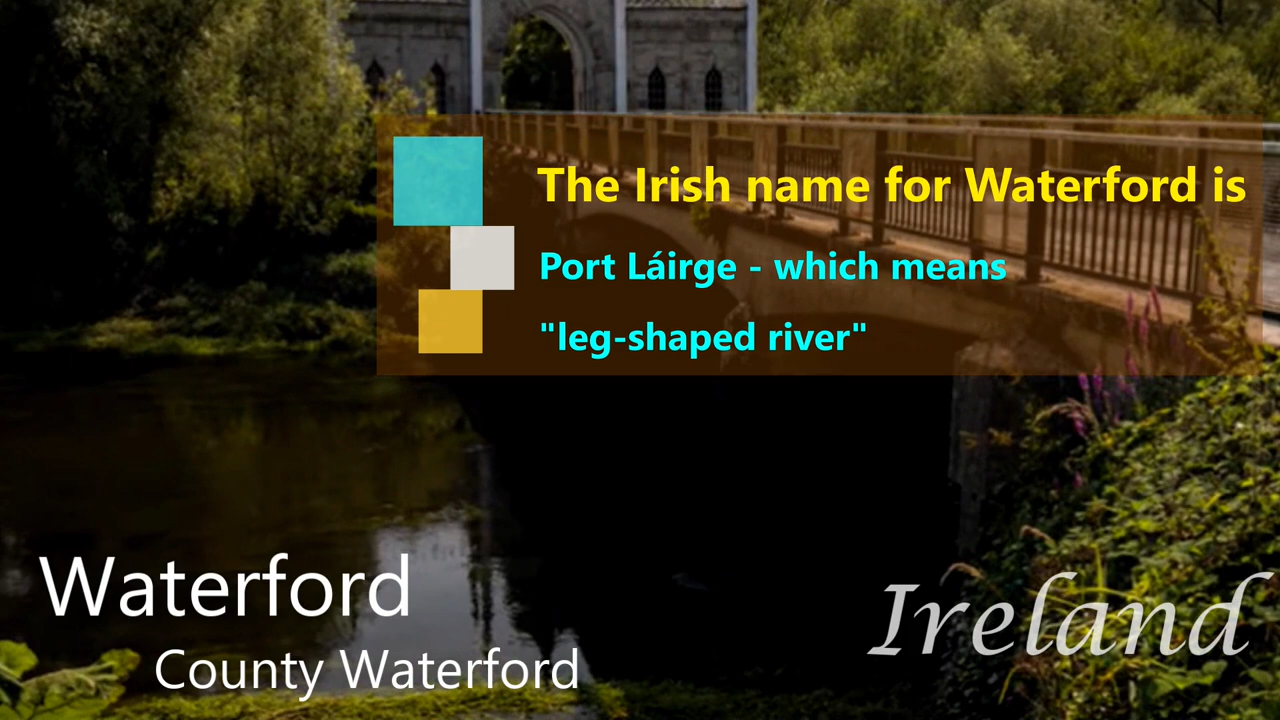 The Irish name for Waterford is
Port Láirge - which means
"leg-shaped river"
Waterford
County Waterford
Ireland